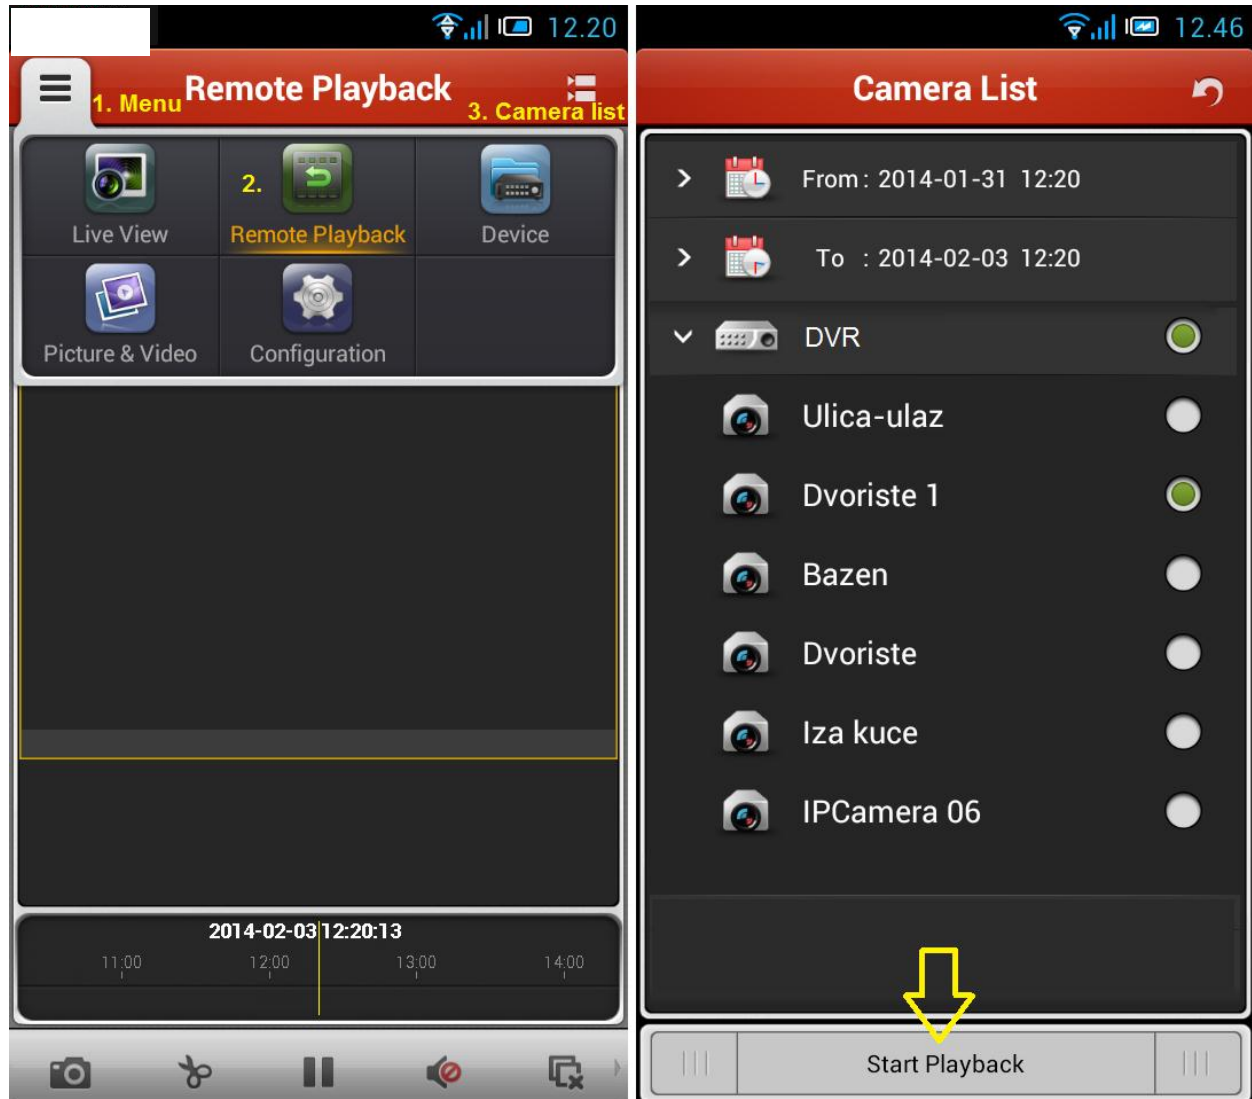 12.20
1. Menu Remote Playback 3. Camera list
2.
Live View Remote Playback Device
Picture & Video Configuration
2014-02-03 12:20:13
11:00 12:00 13:00 14:00
12.46
Camera List
From : 2014-01-31 12:20
To : 2014-02-03 12:20
DVR
Ulica-ulaz
Dvoriste 1
Bazen
Dvoriste
Iza kuce
IPCamera 06
Start Playback